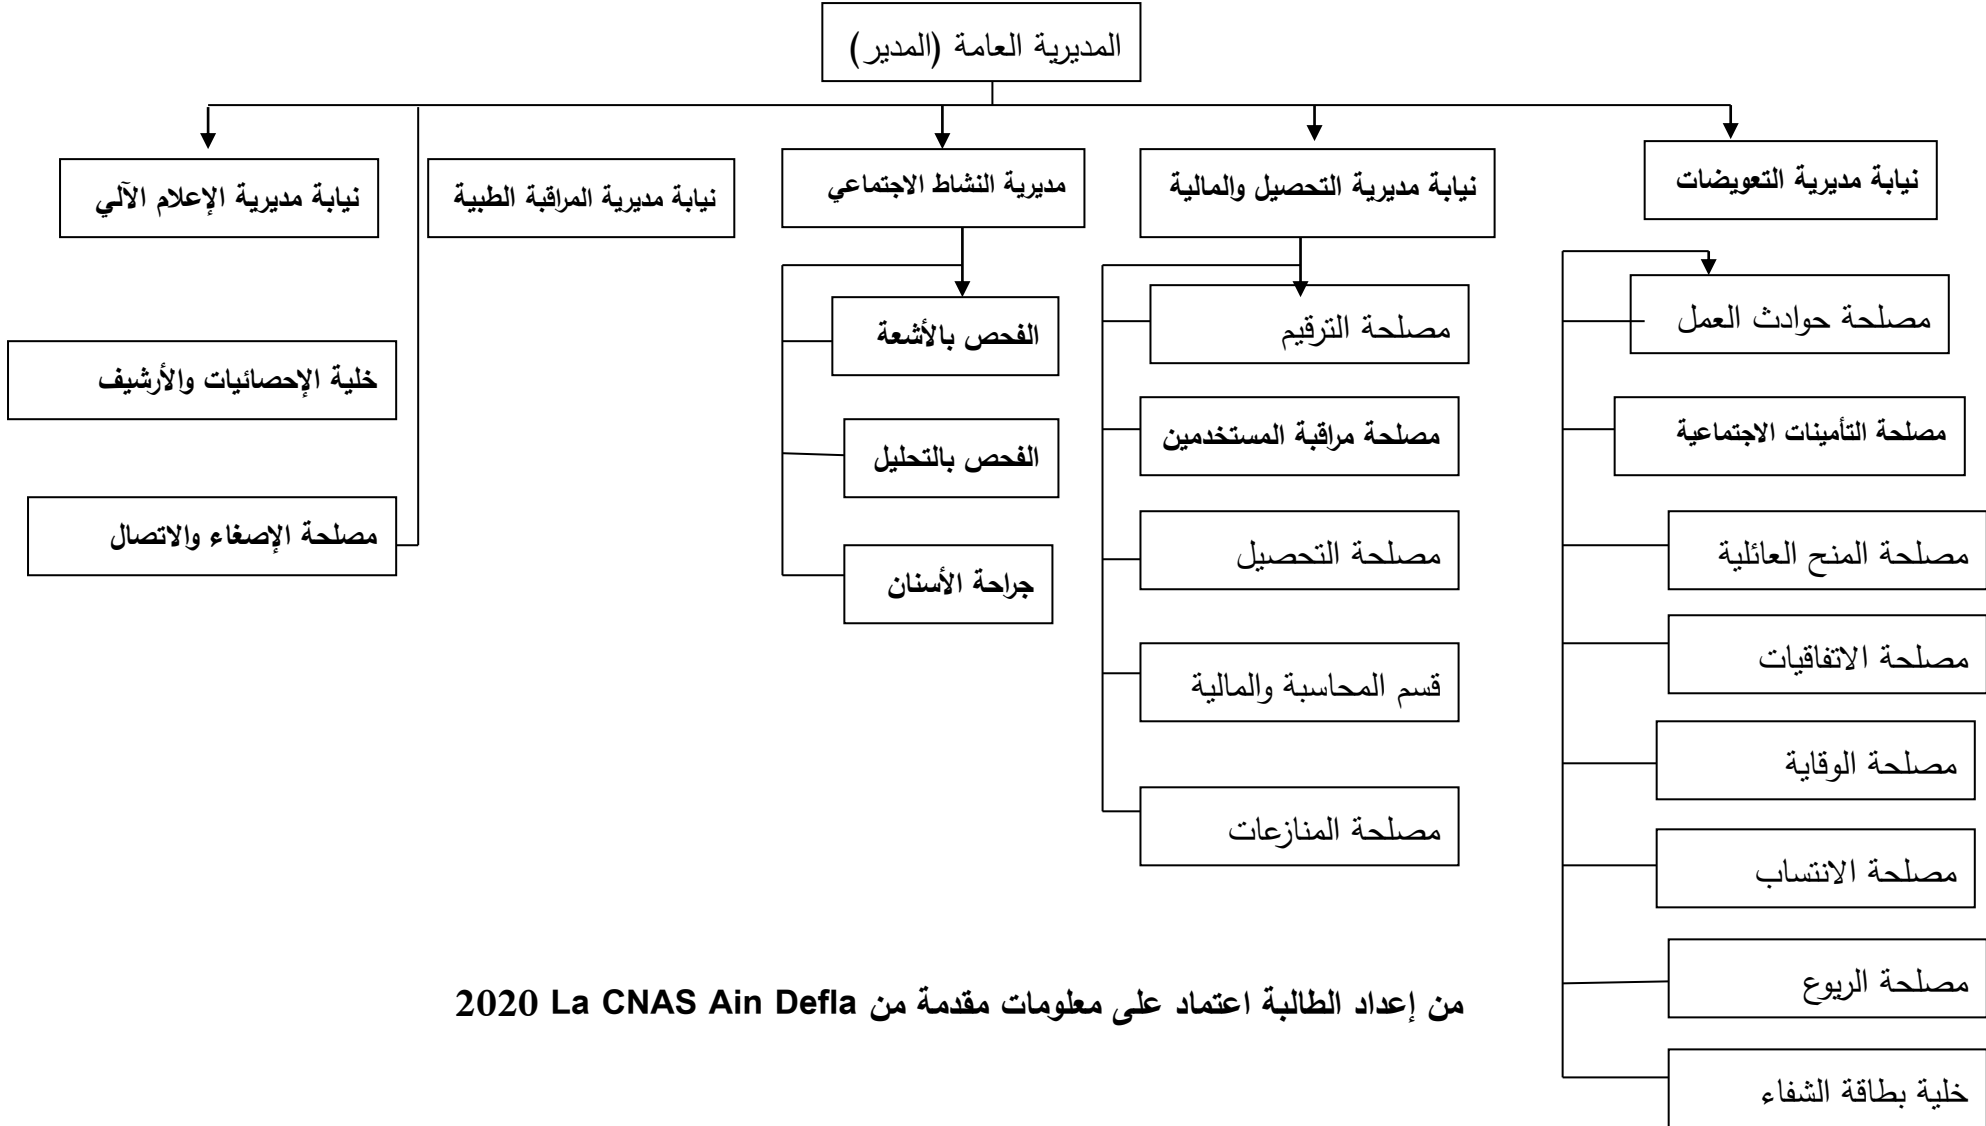 المديرية العامة (المدير)
نيابة مديرية التعويضات
نيابة مديرية التحصيل والمالية
مديرية النشاط الاجتماعي
نيابة مديرية المراقبة الطبية
نيابة مديرية الإعلام الآلي
مصلحة حوادث العمل
مصلحة التأمينات الاجتماعية
مصلحة المنح العائلية
مصلحة الاتفاقيات
مصلحة الوقاية
مصلحة الانتساب
مصلحة الريوع
خلية بطاقة الشفاء
مصلحة الترقيم
مصلحة مراقبة المستخدمين
مصلحة التحصيل
قسم المحاسبة والمالية
مصلحة المنازعات
الفحص بالأشعة
الفحص بالتحليل
جراحة الأسنان
خلية الإحصائيات والأرشيف
مصلحة الإصغاء والاتصال
من إعداد الطالبة اعتماد على معلومات مقدمة من La CNAS Ain Defla 2020